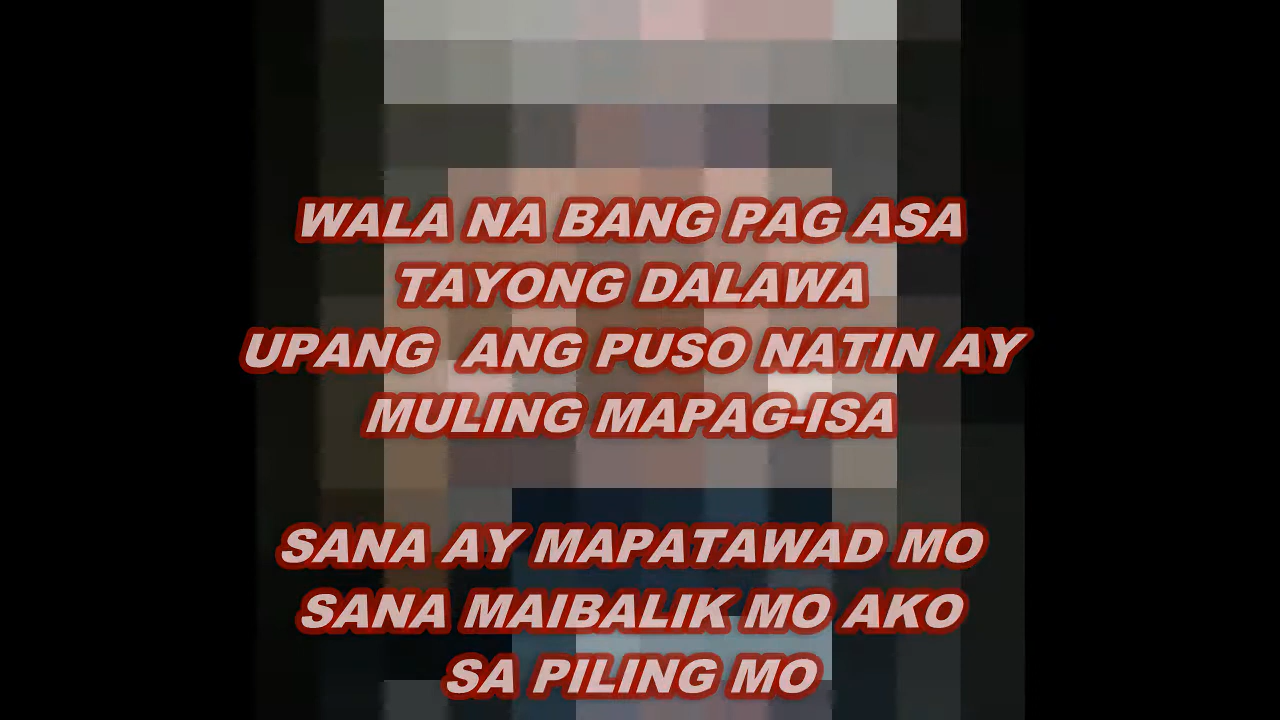 WALA NA BANG PAG ASA
TAYONG DALAWA
UPANG  ANG PUSO NATIN AY
MULING MAPAG-ISA
SANA AY MAPATAWAD MO
SANA MAIBALIK MO AKO
SA PILING MO